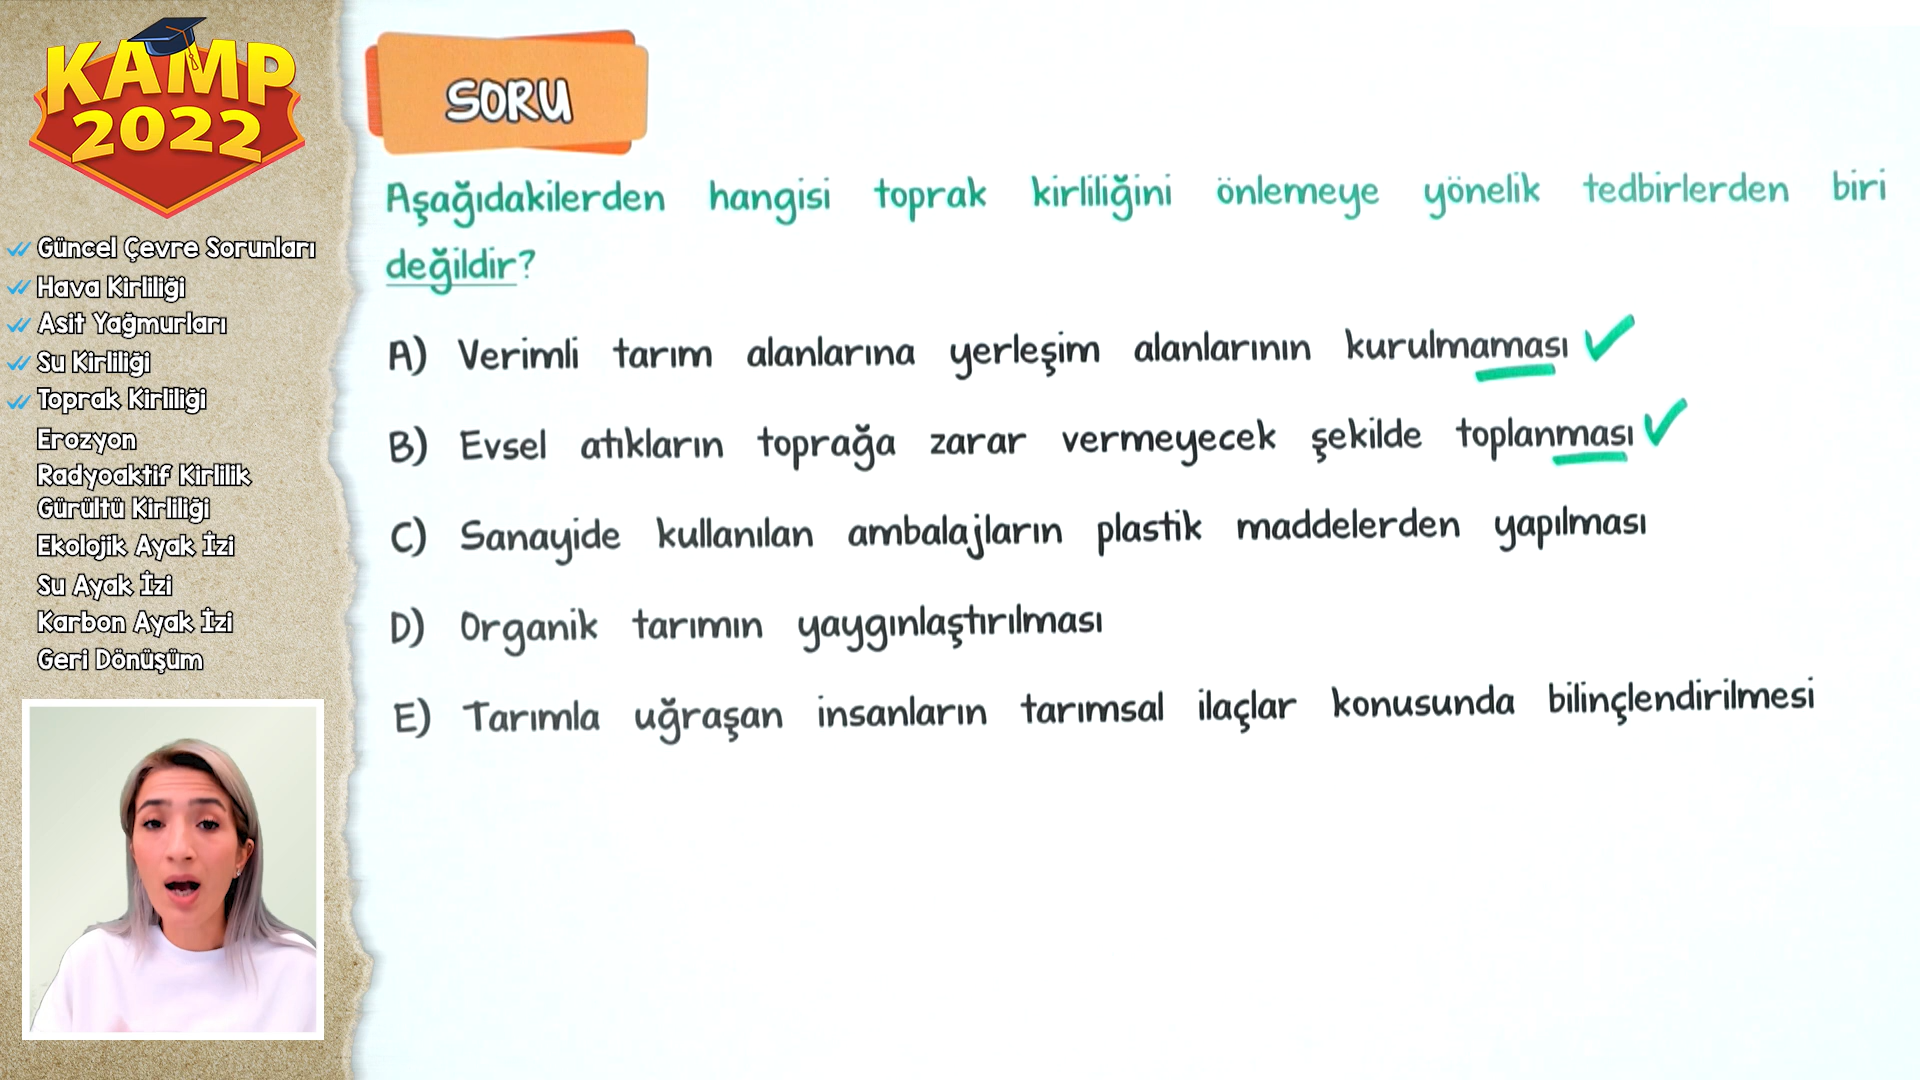 KAMP
2022
Güncel Çevre Sorunları
Hava Kirliliği
Asit Yağmurları
Su Kirliliği
Toprak Kirliliği
Erozyon
Radyoaktif Kirlilik
Gürültü Kirliliği
Ekolojik Ayak İzi
Su Ayak İzi
Karbon Ayak İzi
Geri Dönüşüm
SORU
Aşağıdakilerden hangisi toprak kirliliğini önlemeye yönelik tedbirlerden biri
değildir?
A) Verimli tarım alanlarına yerleşim alanlarının kurulmaması
B) Evsel atıkların toprağa zarar vermeyecek şekilde toplanması
C) Sanayide kullanılan ambalajların plastik maddelerden yapılması
D) Organik tarımın yaygınlaştırılması
E) Tarımla uğraşan insanların tarımsal ilaçlar konusunda bilinçlendirilmesi